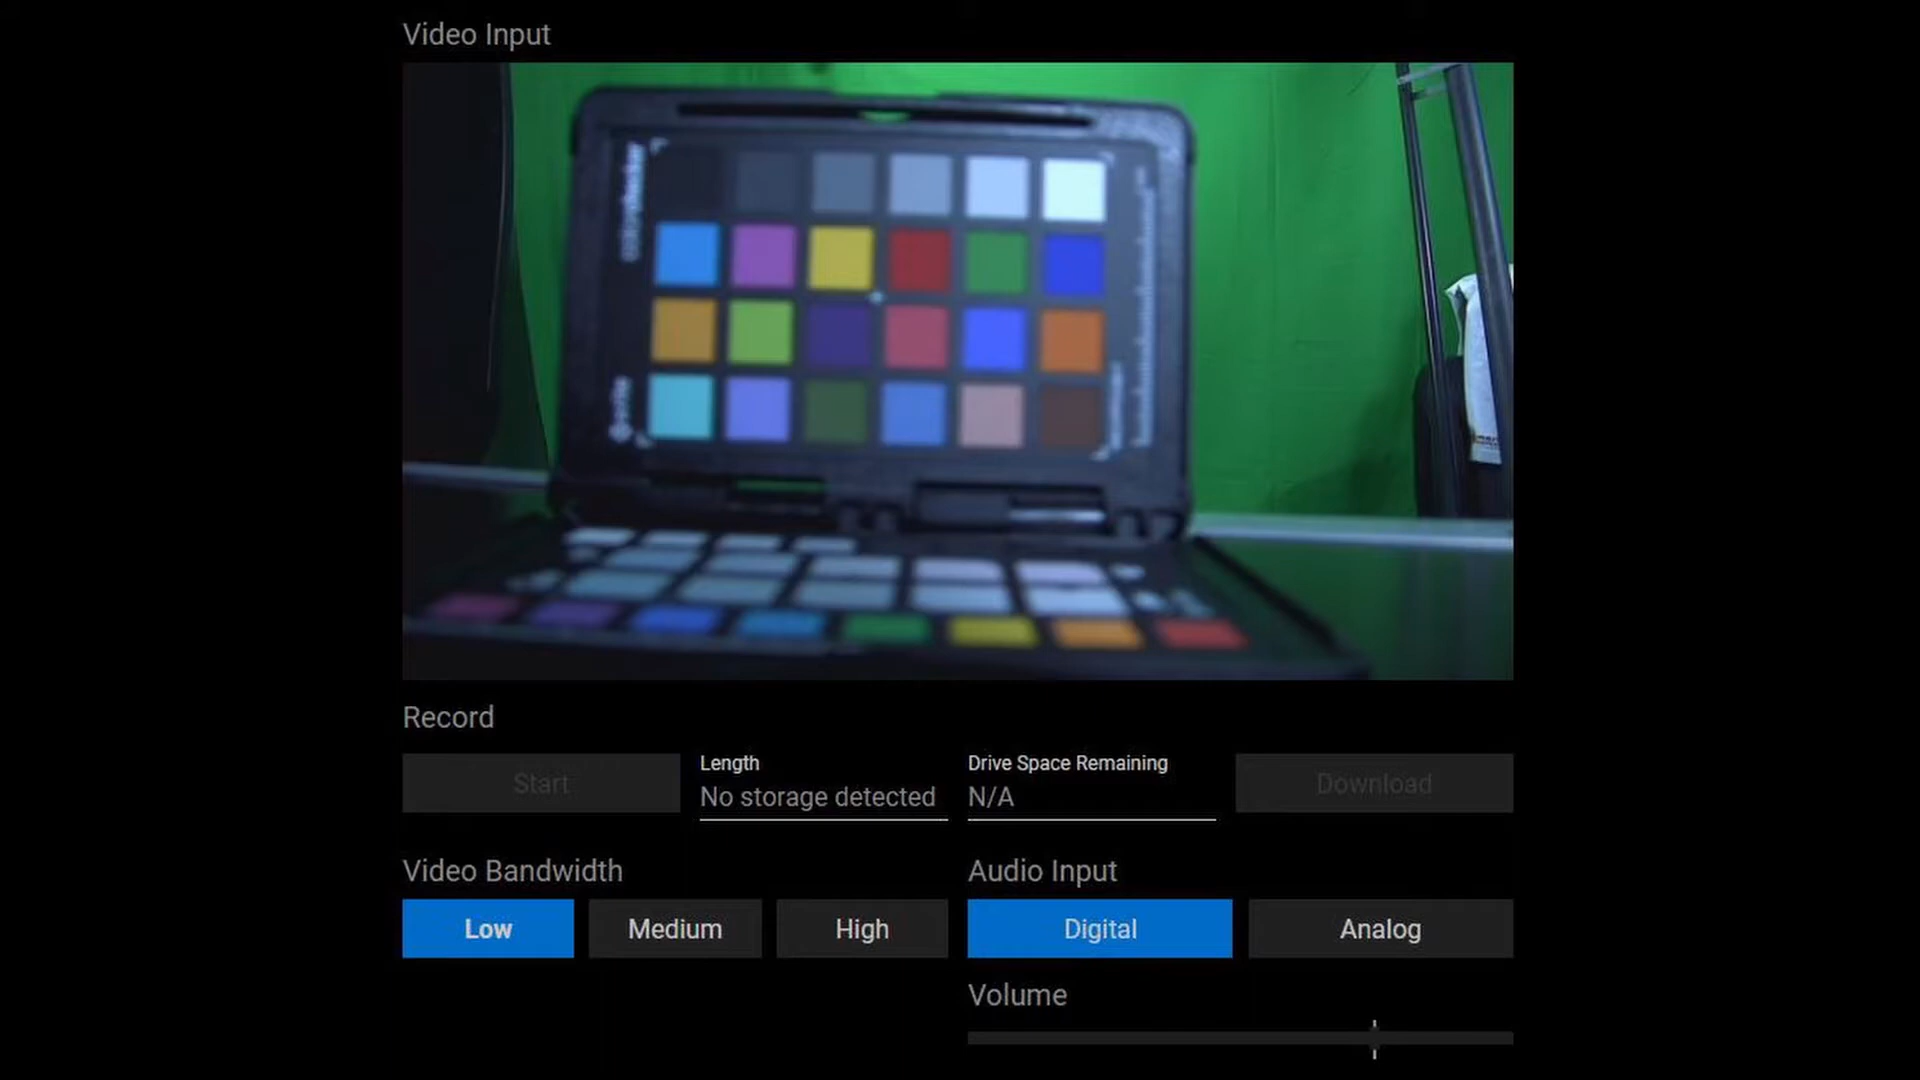 Video Input
Record
Start
Length
No storage detected
Drive Space Remaining
N/A
Download
Video Bandwidth
Low
Medium
High
Audio Input
Digital
Analog
Volume